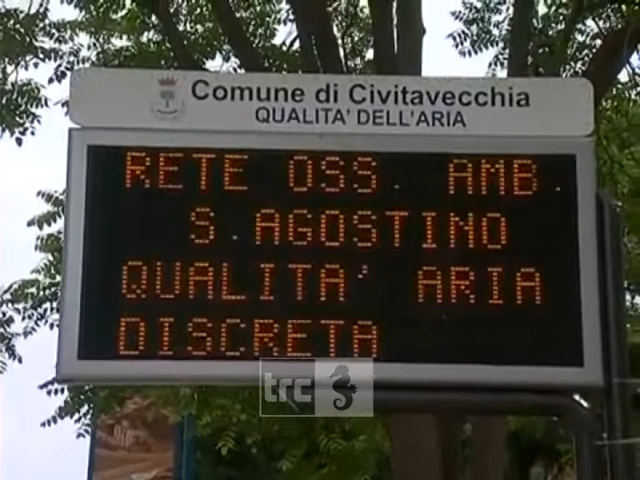 Comune di Civitavecchia
QUALITA' DELL'ARIA
RETE OSS. AMB.
S.AGOSTINO
QUALITA' ARIA
DISCRETA
trc